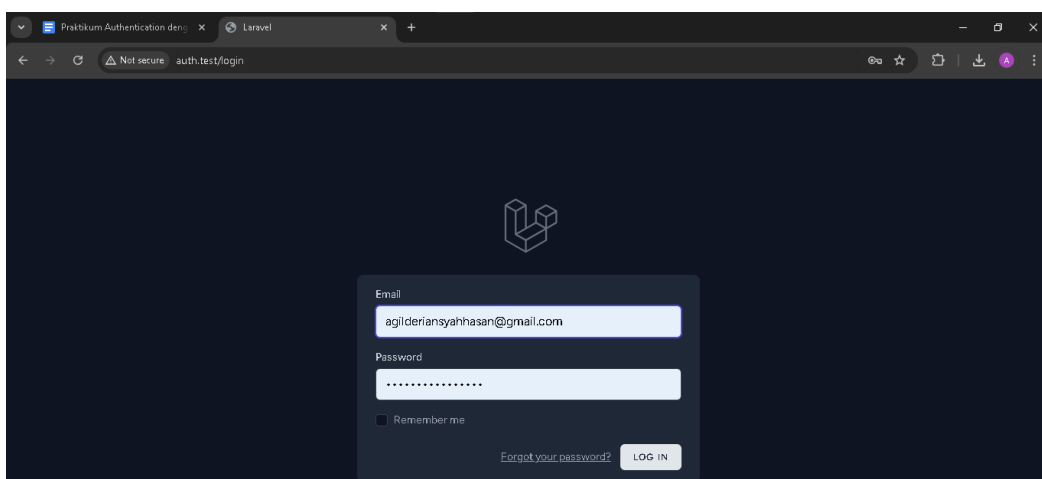 Praktikum Authentication deng
Laravel
Not secure
auth.test/login
A
Email
agilderiansyahhasan@gmail.com
Password
Remember me
Forgot your password?
LOG IN